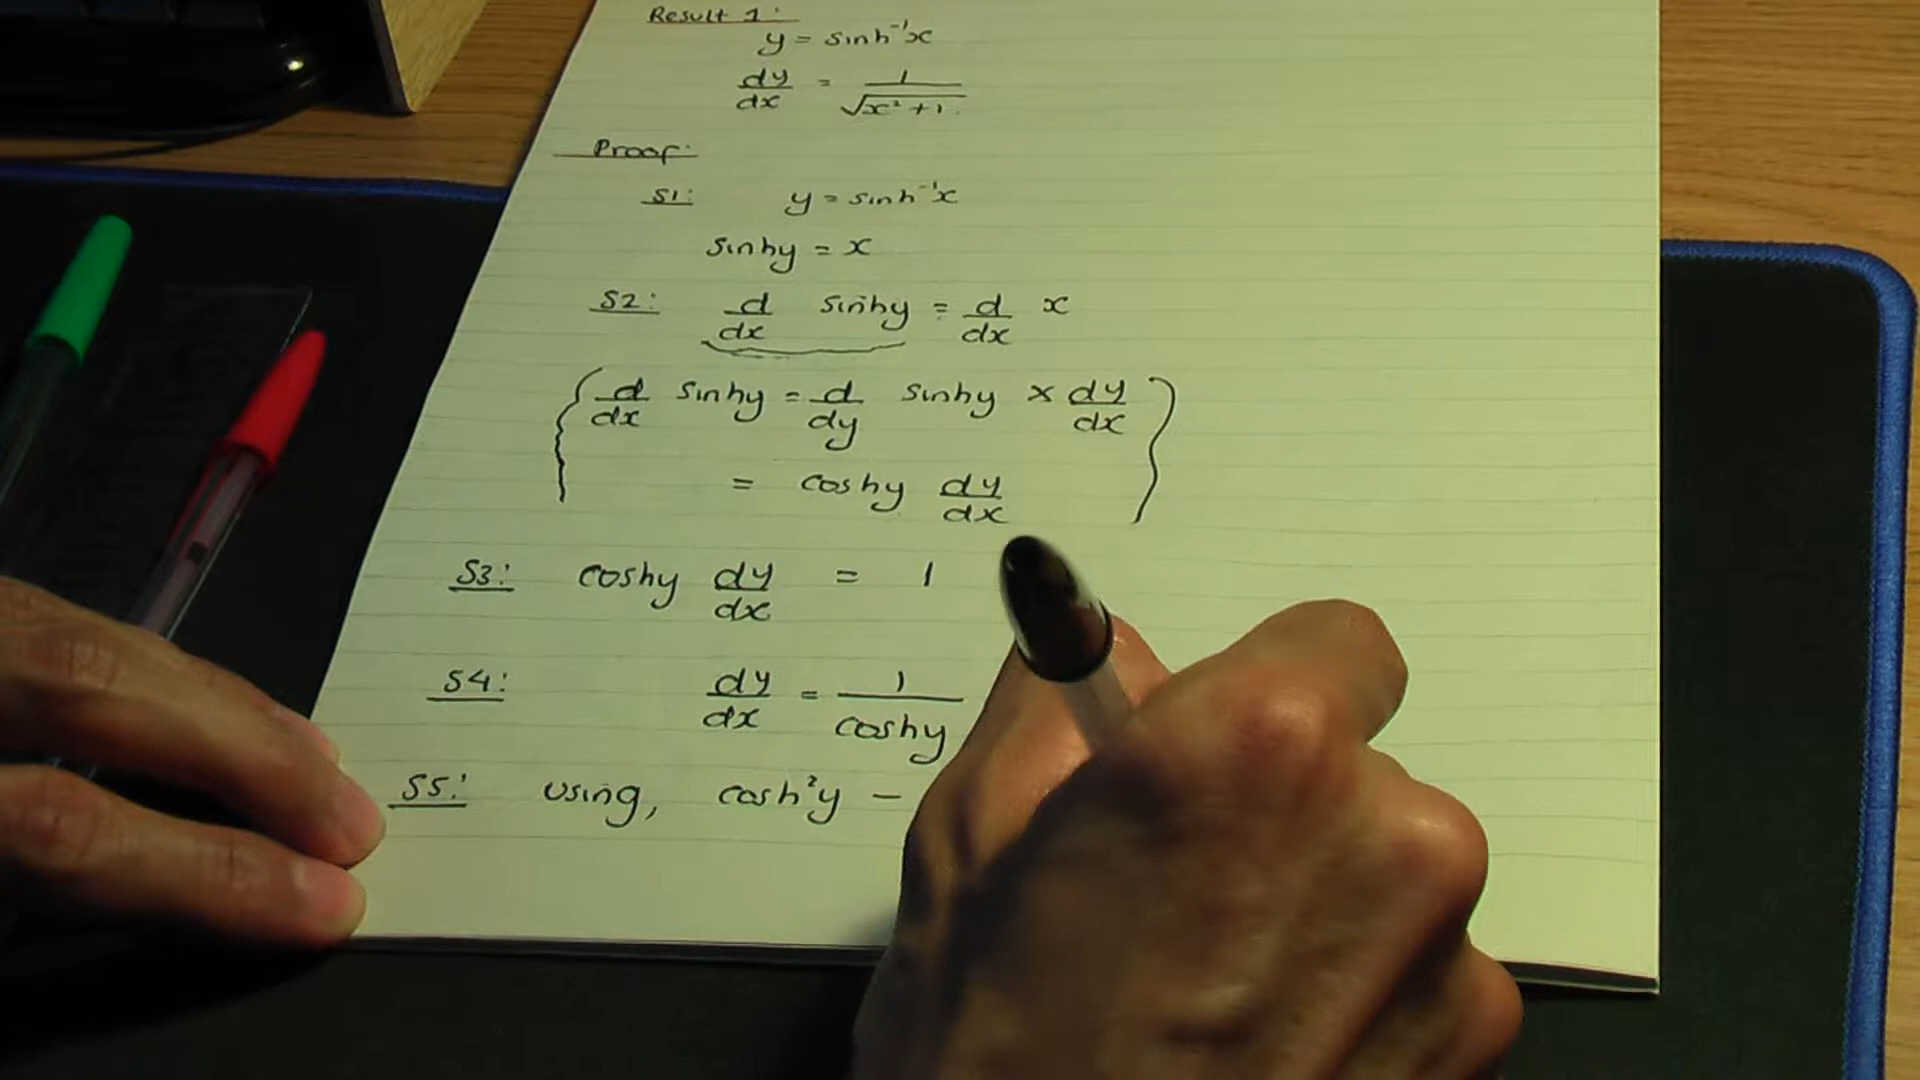 Result 1:
y = sinh⁻¹x
dy/dx = 1/√(x²+1)
Proof:
S1: y = sinh⁻¹x
sinhy = x
S2: d/dx sinhy = d/dx x
{d/dx sinhy = d/dy sinhy × dy/dx
= coshy dy/dx}
S3: coshy dy/dx = 1
S4: dy/dx = 1/coshy
S5: using, cosh²y −